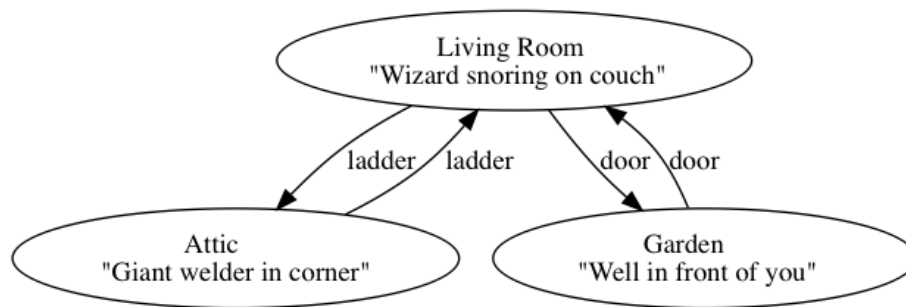 Living Room
"Wizard snoring on couch"
ladder
ladder
door
door
Attic
"Giant welder in corner"
Garden
"Well in front of you"